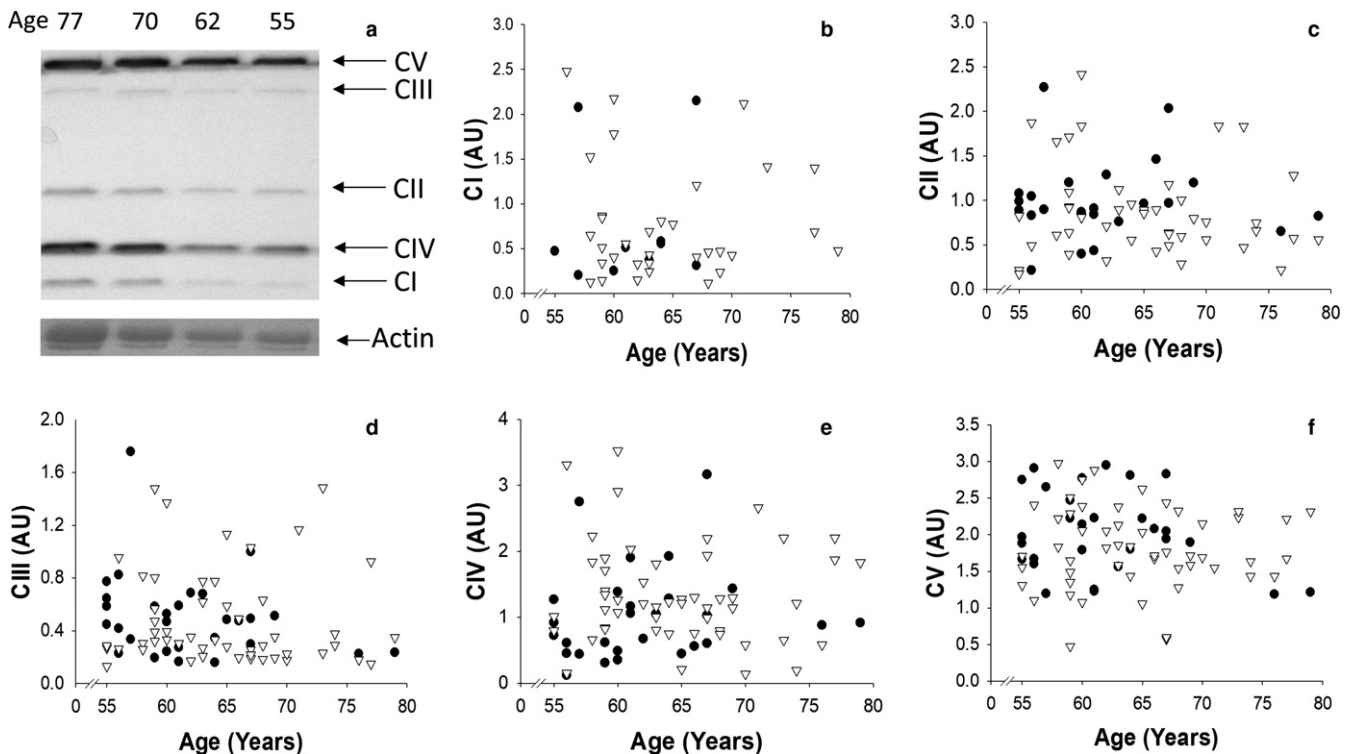 Age 77 70 62 55
a
CV
CIII
CII
CIV
CI
Actin
b
CI (AU)
3.0
2.5
2.0
1.5
1.0
0.5
0.0
0 55 60 65 70 75 80
Age (Years)
c
CII (AU)
3.0
2.5
2.0
1.5
1.0
0.5
0.0
0 55 60 65 70 75 80
Age (Years)
d
CIII (AU)
2.0
1.6
1.2
0.8
0.4
0.0
0 55 60 65 70 75 80
Age (Years)
e
CIV (AU)
4
3
2
1
0
0 55 60 65 70 75 80
Age (Years)
f
CV (AU)
3.5
3.0
2.5
2.0
1.5
1.0
0.5
0.0
0 55 60 65 70 75 80
Age (Years)